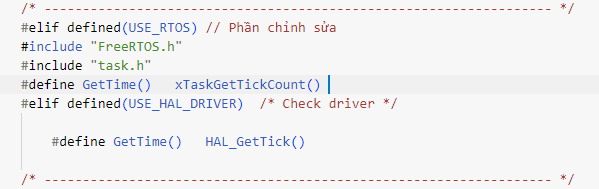 /* ------------------------------------------------------------------ */
#elif defined(USE_RTOS) // Phần chỉnh sửa
#include "FreeRTOS.h"
#include "task.h"
#define GetTime()   xTaskGetTickCount()
#elif defined(USE_HAL_DRIVER)  /* Check driver */
    #define GetTime()   HAL_GetTick()
/* ------------------------------------------------------------------ */